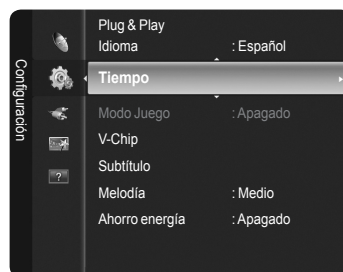 Configuración
Plug & Play
Idioma : Español
Tiempo
Modo Juego : Apagado
V-Chip
Subtítulo
Melodía : Medio
Ahorro energía : Apagado
?